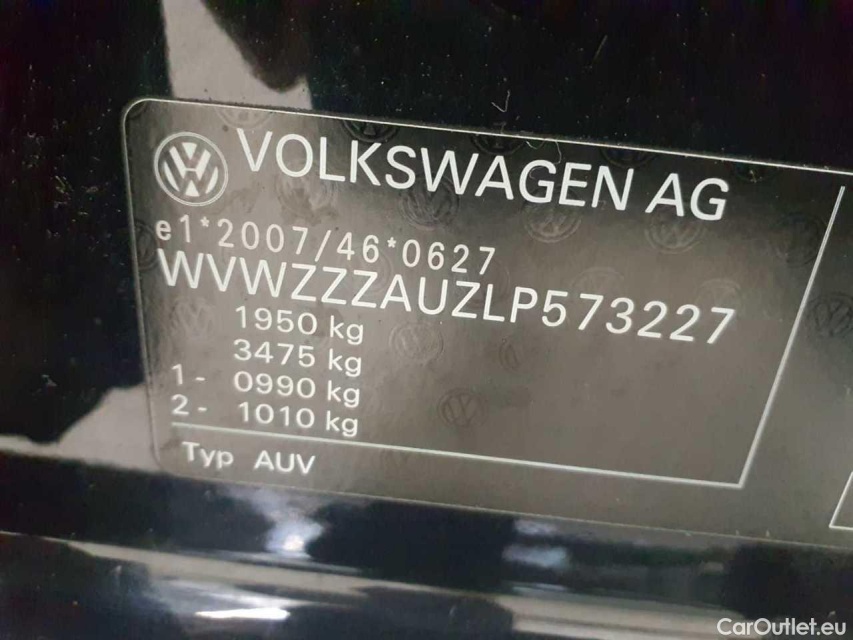 VOLKSWAGEN AG
e1*2007/46*0627
WVWZZZAUZLP573227
1950 kg
3475 kg
1 - 0990 kg
2 - 1010 kg
Typ AUV
CarOutlet.eu